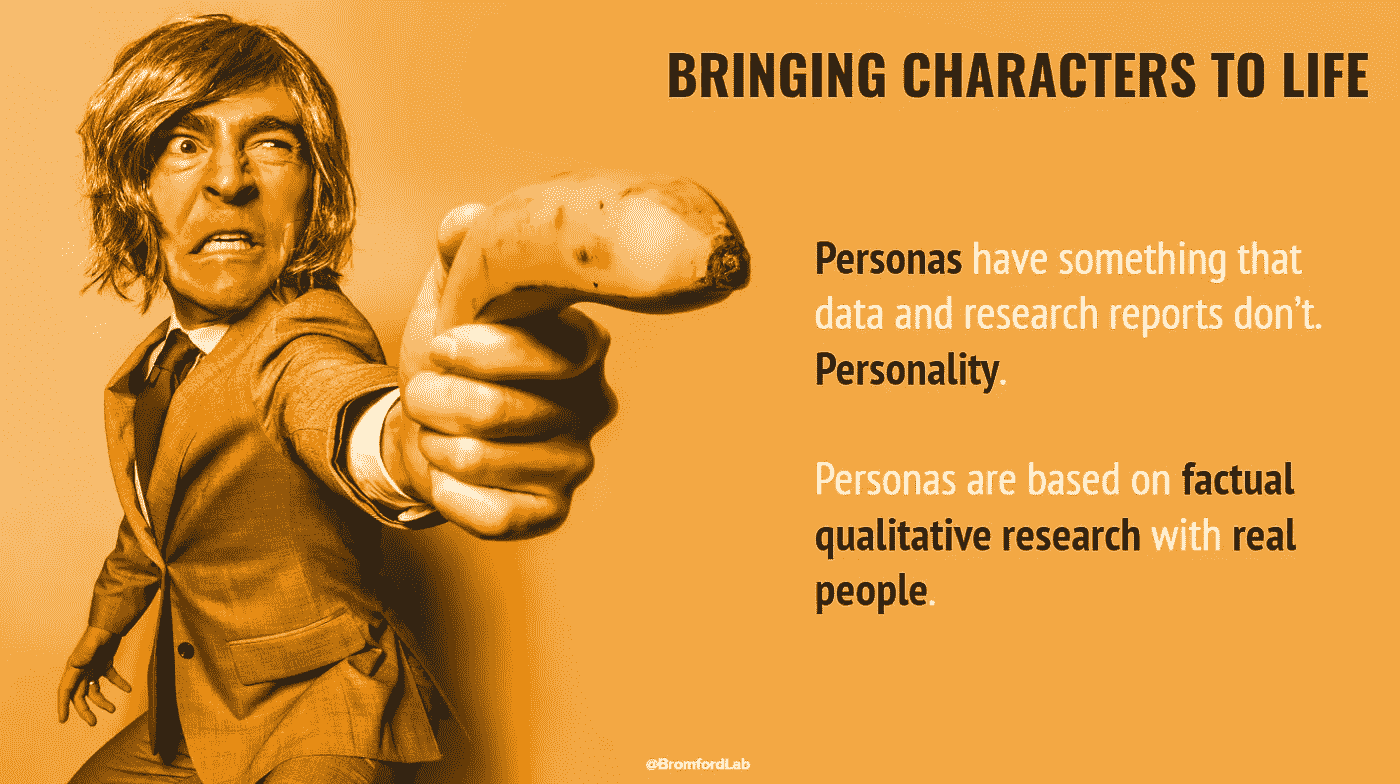 BRINGING CHARACTERS TO LIFE
Personas have something that
data and research reports don’t.
Personality.
Personas are based on factual
qualitative research with real
people.
@BromfordLab